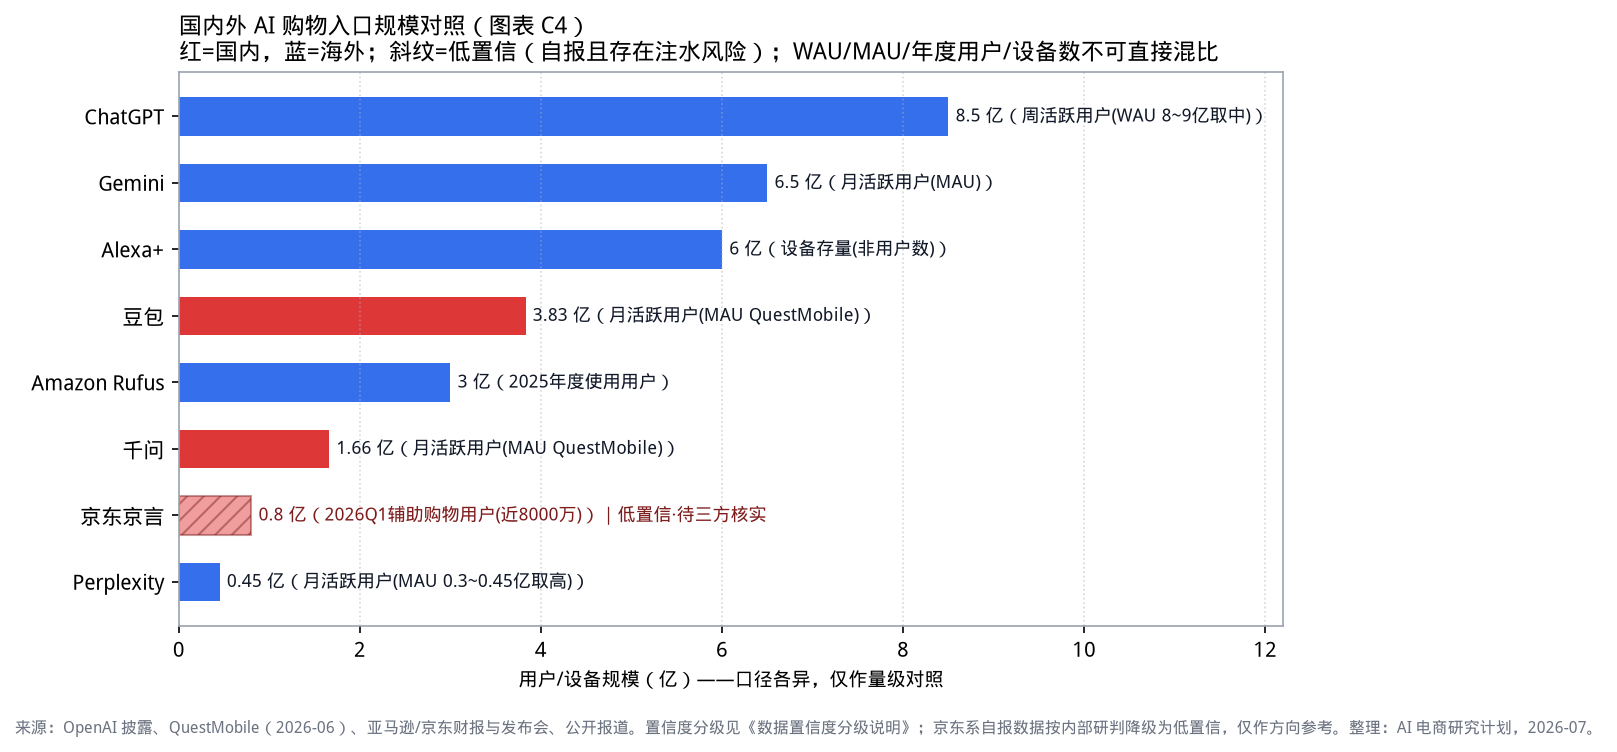 国内外 AI 购物入口规模对照（图表 C4）
红=国内，蓝=海外；斜纹=低置信（自报且存在注水风险）；WAU/MAU/年度用户/设备数不可直接混比
ChatGPT 8.5 亿（周活跃用户(WAU 8~9亿取中)）
Gemini 6.5 亿（月活跃用户(MAU)）
Alexa+ 6 亿（设备存量(非用户数)）
豆包 3.83 亿（月活跃用户(MAU QuestMobile)）
Amazon Rufus 3 亿（2025年度使用用户）
千问 1.66 亿（月活跃用户(MAU QuestMobile)）
京东京言 0.8 亿（2026Q1辅助购物用户(近8000万)）｜低置信·待三方核实
Perplexity 0.45 亿（月活跃用户(MAU 0.3~0.45亿取高)）
0 2 4 6 8 10 12
用户/设备规模（亿）——口径各异，仅作量级对照
来源：OpenAI 披露、QuestMobile（2026-06）、亚马逊/京东财报与发布会、公开报道。置信度分级见《数据置信度分级说明》；京东系自报数据按内部研判降级为低置信，仅作方向参考。整理：AI 电商研究计划，2026-07。